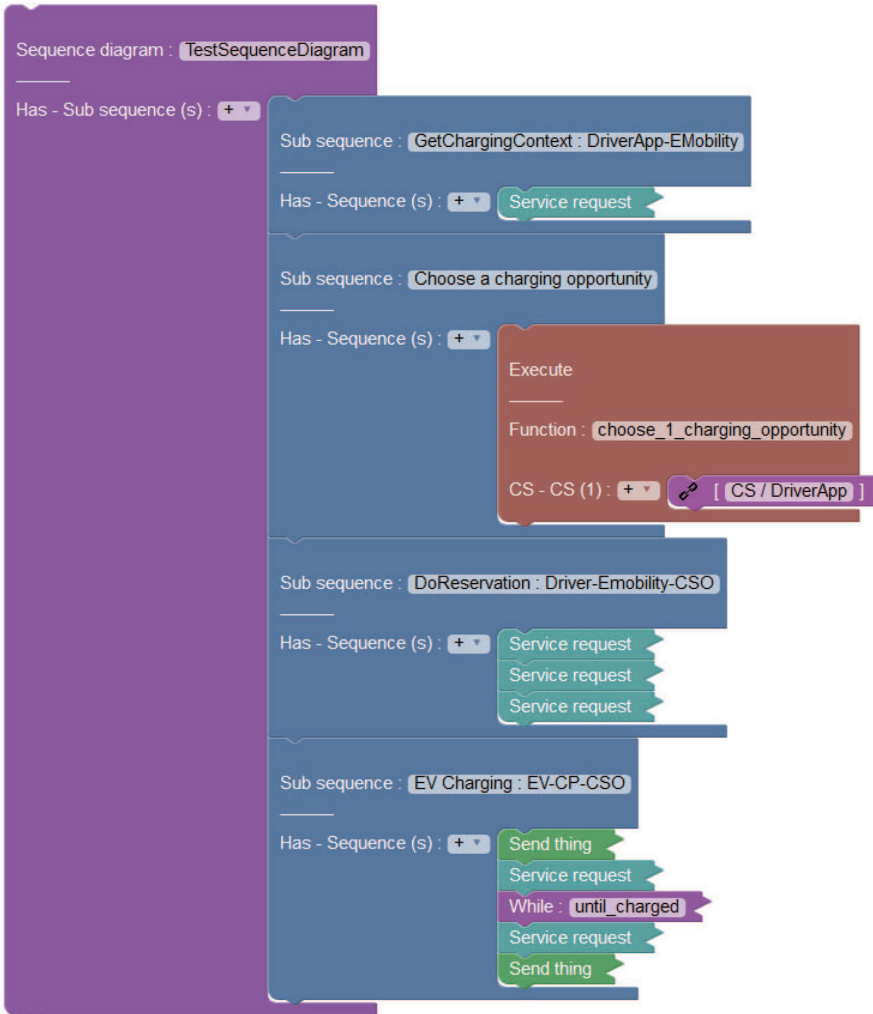 Sequence diagram : TestSequenceDiagram
Has - Sub sequence (s) : +
Sub sequence : GetChargingContext : DriverApp-EMobility
Has - Sequence (s) : + Service request
Sub sequence : Choose a charging opportunity
Has - Sequence (s) : +
Execute
Function : choose_1_charging_opportunity
CS - CS (1) : + [ CS / DriverApp ]
Sub sequence : DoReservation : Driver-Emobility-CSO
Has - Sequence (s) : + Service request
Service request
Service request
Sub sequence : EV Charging : EV-CP-CSO
Has - Sequence (s) : + Send thing
Service request
While : until_charged
Service request
Send thing